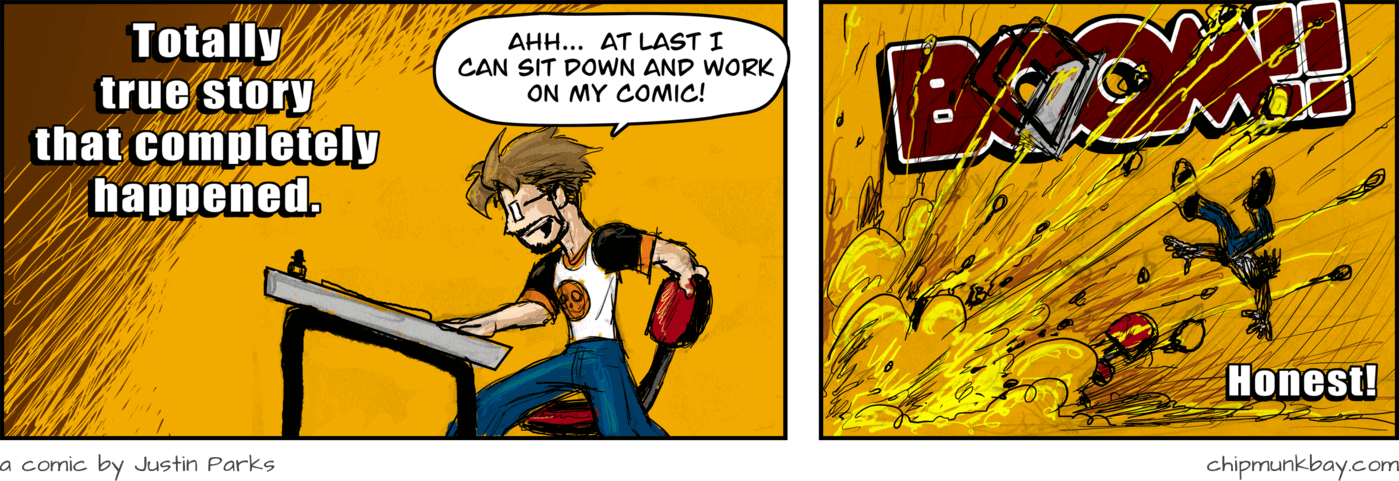 Totally
true story
that completely
happened.
AHH... AT LAST I
CAN SIT DOWN AND WORK
ON MY COMIC!
BOOM!!
Honest!
a comic by Justin Parks
chipmunkbay.com